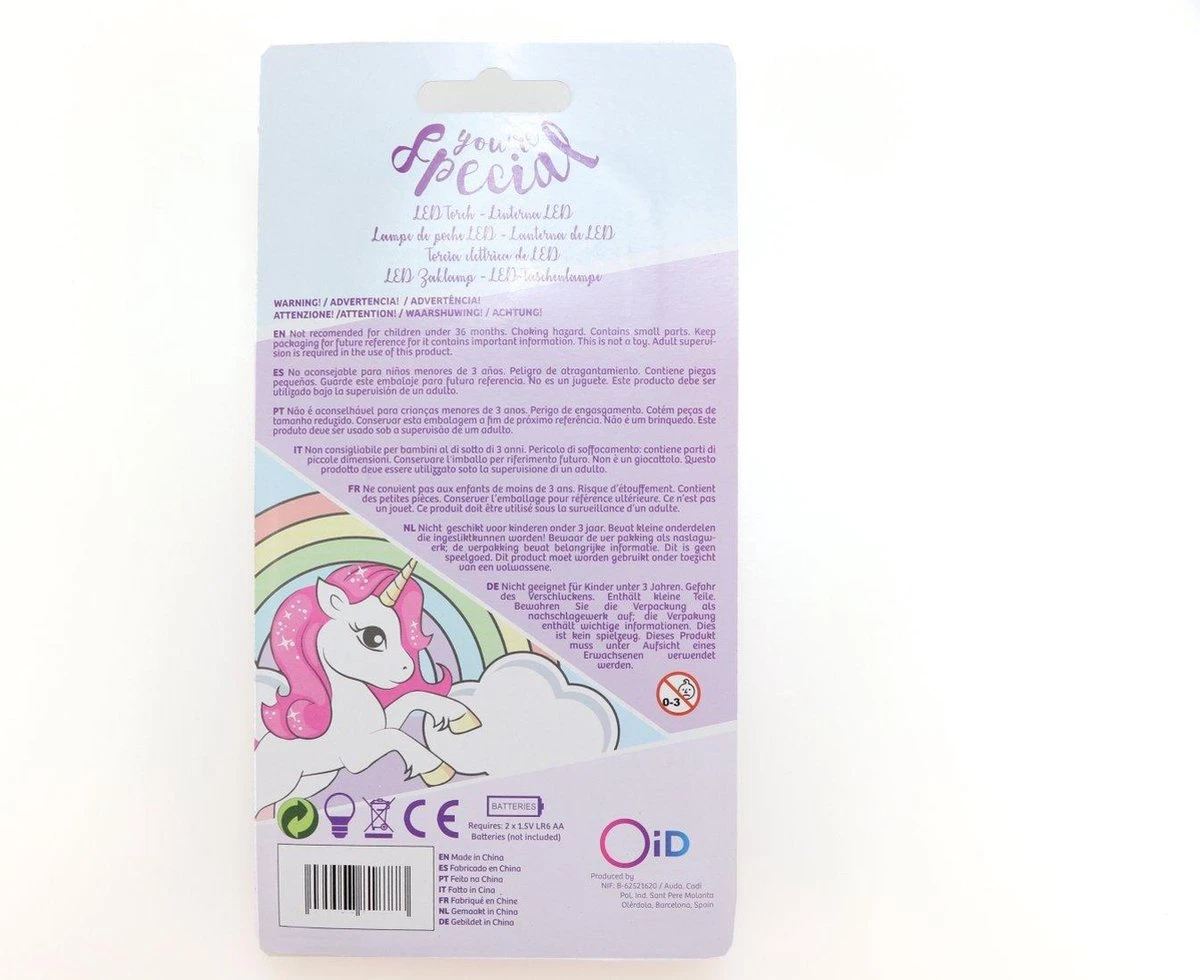 you're
Special
LED Torch - Linterna LED
Lampe de poche LED - Lanterna de LED
Torcia elettrica de LED
LED Zaklamp - LED-Taschenlampe
WARNING! / ADVERTENCIA! / ADVERTÊNCIA!
ATTENZIONE! /ATTENTION! / WAARSHUWING! / ACHTUNG!
EN Not recomended for children under 36 months. Choking hazard. Contains small parts. Keep
packaging for future reference for it contains important information. This is not a toy. Adult supervi-
sion is required in the use of this product.
ES No aconsejable para niños menores de 3 años. Peligro de atragantamiento. Contiene piezas
pequeñas. Guarde este embalaje para futura referencia. No es un juguete. Este producto debe ser
utilizado bajo la supervisión de un adulto.
PT Não é aconselhável para crianças menores de 3 anos. Perigo de engasgamento. Cotém peças de
tamanho reduzido. Conservar esta embalagem a fim de próximo referência. Não é um brinquedo. Este
produto deve ser usado sob a supervisão de um adulto.
IT Non consigliabile per bambini al di sotto di 3 anni. Pericolo di soffocamento: contiene parti di
piccole dimensioni. Conservare l'imballo per riferimento futuro. Non è un giocattolo. Questo
prodotto deve essere utilizzato soto la supervisione di un adulto.
FR Ne convient pas aux enfants de moins de 3 ans. Risque d'étouffement. Contient
des petites pièces. Conserver l'emballage pour référence ultérieure. Ce n'est pas
un jouet. Ce produit doit être utilisé sous la surveillance d'un adulte.
NL Nicht geschikt voor kinderen onder 3 jaar. Bevat kleine onderdelen
die ingesliktkunnen worden! Bewaar de ver pakking als naslagw-
erk; de verpakking bevat belangrijke informatie. Dit is geen
speelgoed. Dit product moet worden gebruikt onder toezicht
van een volwassene.
DE Nicht geeignet für Kinder unter 3 Jahren. Gefahr
des Verschluckens. Enthält kleine Teile.
Bewahren Sie die Verpackung als
nachschlagewerk auf; die Verpakung
enthält wichtige informationen. Dies
ist kein spielzeug. Dieses Produkt
muss unter Aufsicht eines
Erwachsenen verwendet
werden.
0-3
CE
BATTERIES
Requires: 2 x 1.5V LR6 AA
Batteries (not included)
EN Made in China
ES Fabricado en China
PT Feito na China
IT Fatto in Cina
FR Fabriqué en Chine
NL Gemaakt in China
DE Gebildet in China
OiD
Produced by
NIF: B-62521620 / Auda. Cadi
Pol. Ind. Sant Pere Molanta
Olèrdola, Barcelona, Spain